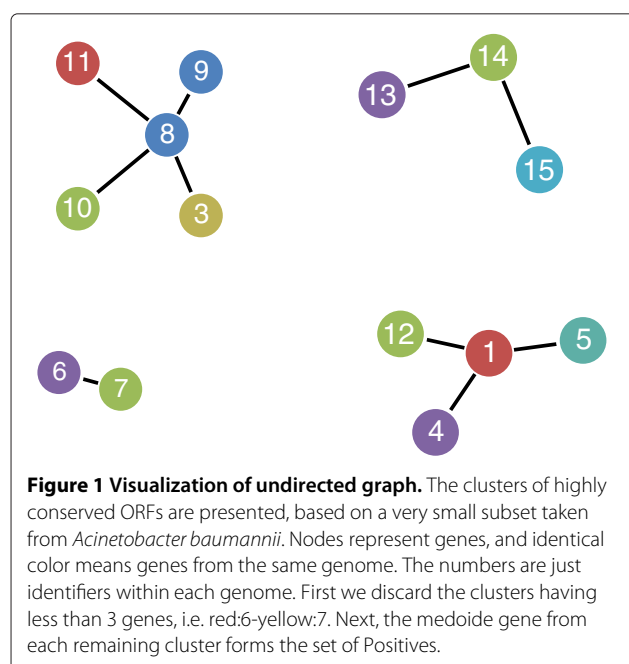 11
9
8
10
3
13
14
15
6
7
12
1
5
4
Figure 1 Visualization of undirected graph. The clusters of highly
conserved ORFs are presented, based on a very small subset taken
from Acinetobacter baumannii. Nodes represent genes, and identical
color means genes from the same genome. The numbers are just
identifiers within each genome. First we discard the clusters having
less than 3 genes, i.e. red:6-yellow:7. Next, the medoide gene from
each remaining cluster forms the set of Positives.